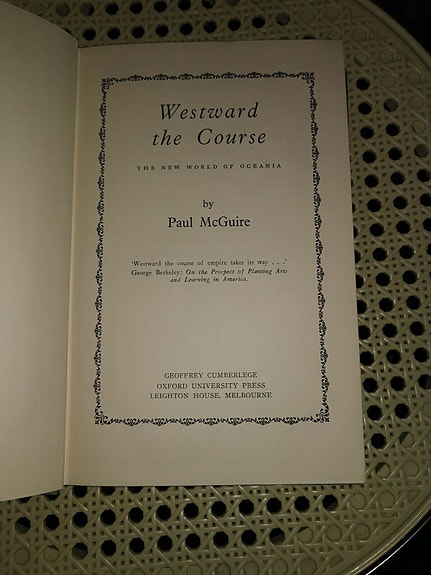 Westward
the Course
THE NEW WORLD OF OCEANIA
by
Paul McGuire
'Westward the course of empire takes its way . . .'
George Berkeley: On the Prospect of Planting Arts
and Learning in America.
GEOFFREY CUMBERLEGE
OXFORD UNIVERSITY PRESS
LEIGHTON HOUSE, MELBOURNE